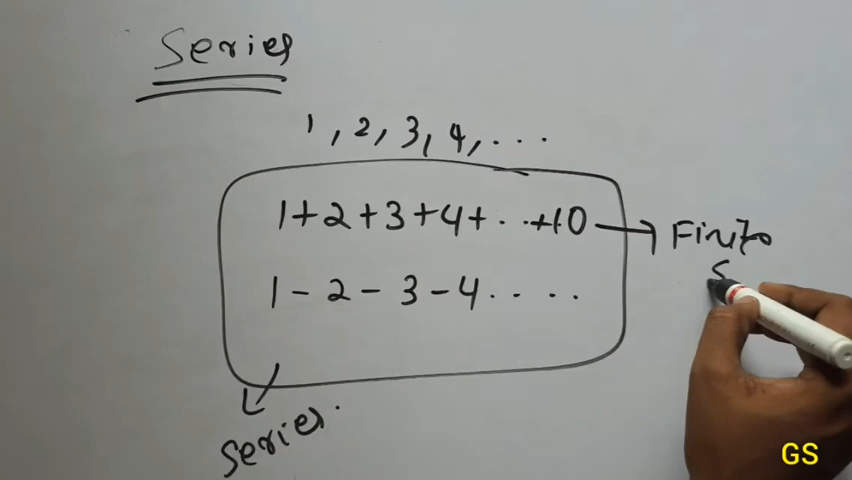 Series
1, 2, 3, 4, ...
1+2+3+4+...+10
Finite
S
1-2-3-4....
Series.
GS